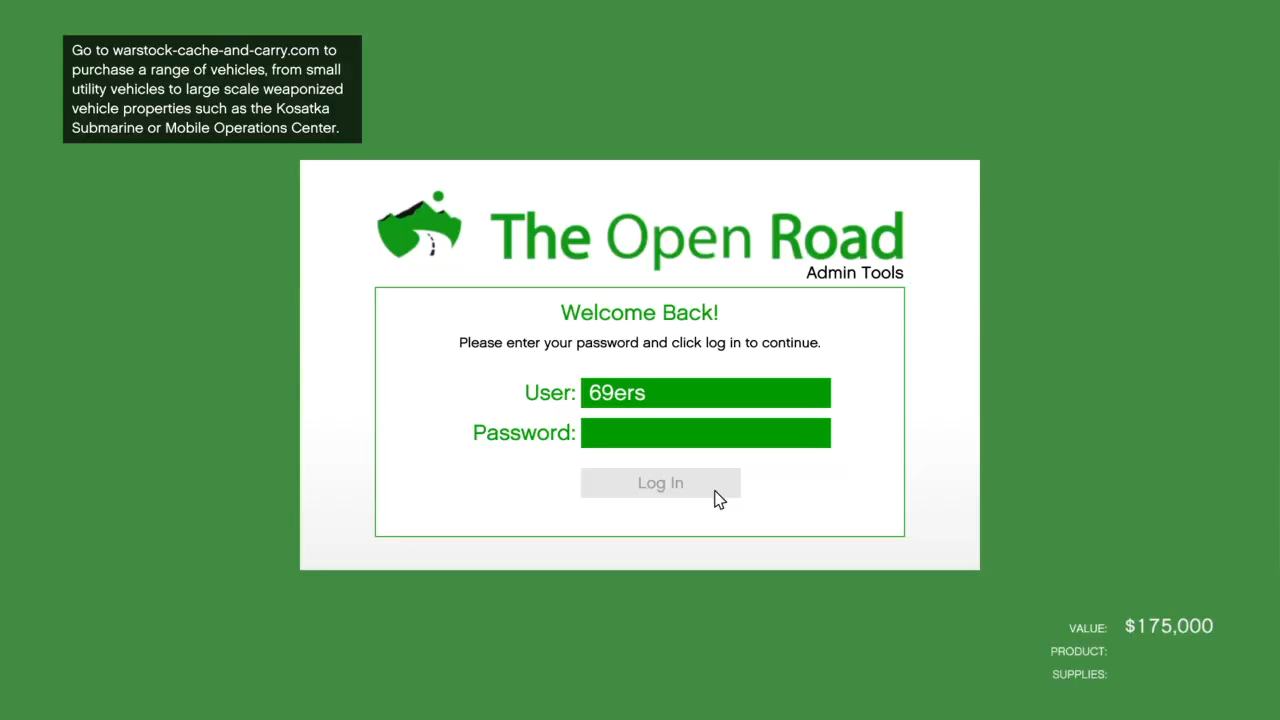 Go to warstock-cache-and-carry.com to
purchase a range of vehicles, from small
utility vehicles to large scale weaponized
vehicle properties such as the Kosatka
Submarine or Mobile Operations Center.
The Open Road
Admin Tools
Welcome Back!
Please enter your password and click log in to continue.
User: 69ers
Password:
Log In
VALUE: $175,000
PRODUCT:
SUPPLIES: